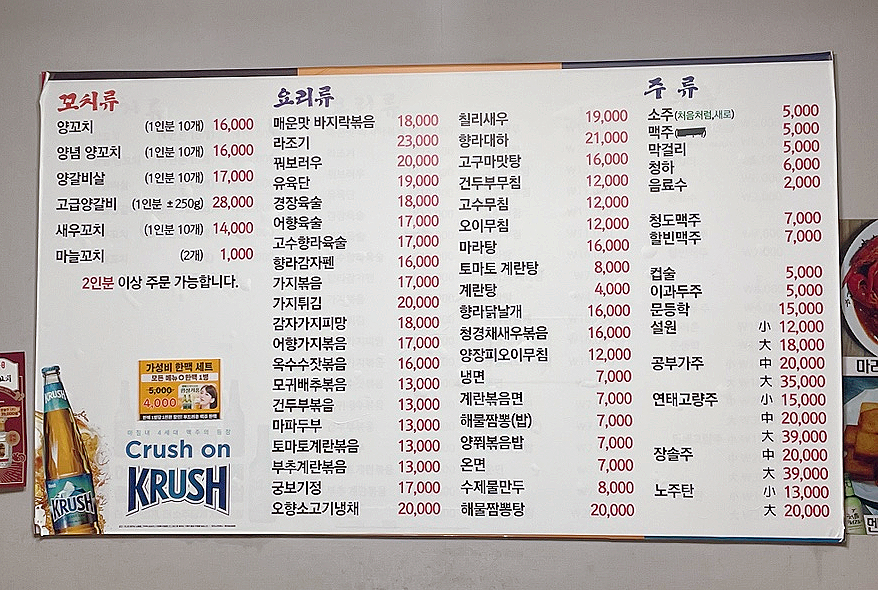 꼬치류
양꼬치 (1인분 10개) 16,000
양념 양꼬치 (1인분 10개) 16,000
양갈비살 (1인분 10개) 17,000
고급양갈비 (1인분 ±250g) 28,000
새우꼬치 (1인분 10개) 14,000
마늘꼬치 (2개) 1,000
2인분 이상 주문 가능합니다.
가성비 한맥 세트
5,000
4,000
Crush on
KRUSH
KRUSH
요리류
매운맛 바지락볶음 18,000
라조기 23,000
꿔보러우 20,000
유육단 19,000
경장육슬 18,000
어향육슬 17,000
고수향라육슬 17,000
향라감자펜 16,000
가지볶음 17,000
가지튀김 20,000
감자가지피망 18,000
어향가지볶음 17,000
옥수수잣볶음 16,000
모귀배추볶음 13,000
건두부볶음 13,000
마파두부 13,000
토마토계란볶음 13,000
부추계란볶음 13,000
궁보기정 17,000
오향소고기냉채 20,000
칠리새우 19,000
향라대하 21,000
고구마맛탕 16,000
건두부무침 12,000
고수무침 12,000
오이무침 12,000
마라탕 16,000
토마토 계란탕 8,000
계란탕 4,000
향라닭날개 16,000
청경채새우볶음 16,000
양장피오이무침 12,000
냉면 7,000
계란볶음면 7,000
해물짬뽕(밥) 7,000
양꿔볶음밥 7,000
온면 7,000
수제물만두 8,000
해물짬뽕탕 20,000
주 류
소주(처음처럼,새로) 5,000
맥주( ) 5,000
막걸리 5,000
청하 6,000
음료수 2,000
청도맥주 7,000
할빈맥주 7,000
컵술 5,000
이과두주 5,000
문등학 15,000
설원 小 12,000
大 18,000
공부가주 中 20,000
大 35,000
연태고량주 小 15,000
中 20,000
大 39,000
장솔주 中 20,000
大 39,000
노주탄 小 13,000
大 20,000
마라